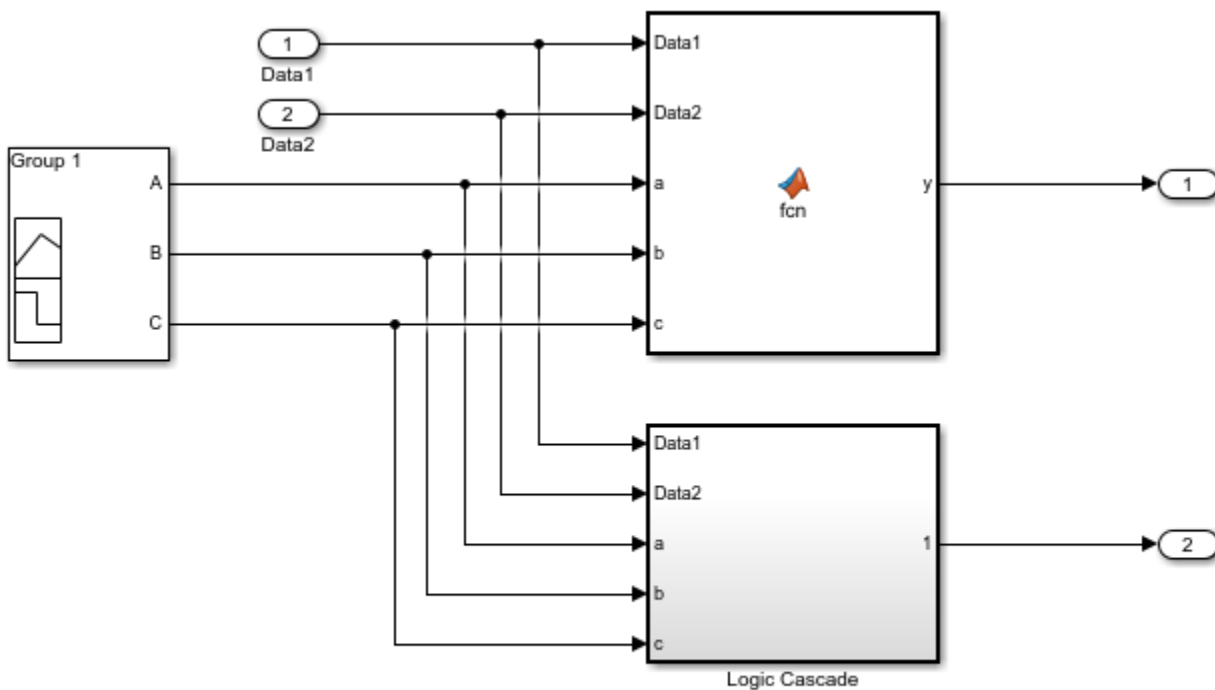 1
Data1
2
Data2
Group 1
A
B
C
Data1
Data2
a
b
c
fcn
y
1
Data1
Data2
a
b
c
1
2
Logic Cascade